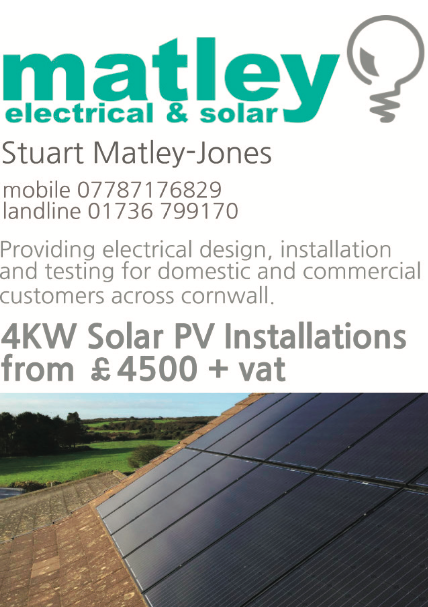 matley
electrical & solar
Stuart Matley-Jones
mobile 07787176829
landline 01736 799170
Providing electrical design, installation
and testing for domestic and commercial
customers across cornwall.
4KW Solar PV Installations
from £4500 + vat